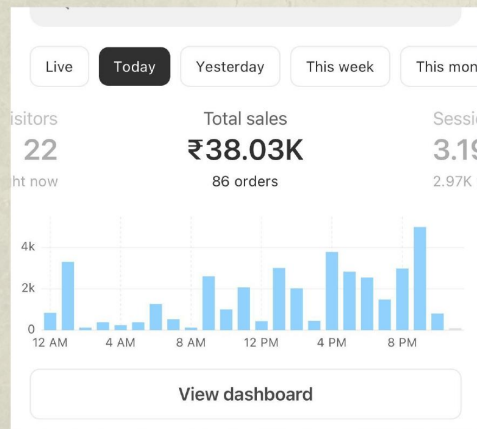 Live Today Yesterday This week This mon
isitors Total sales Sessi
22 ₹38.03K 3.19
ht now 86 orders 2.97K
4k
2k
0
12 AM 4 AM 8 AM 12 PM 4 PM 8 PM
View dashboard